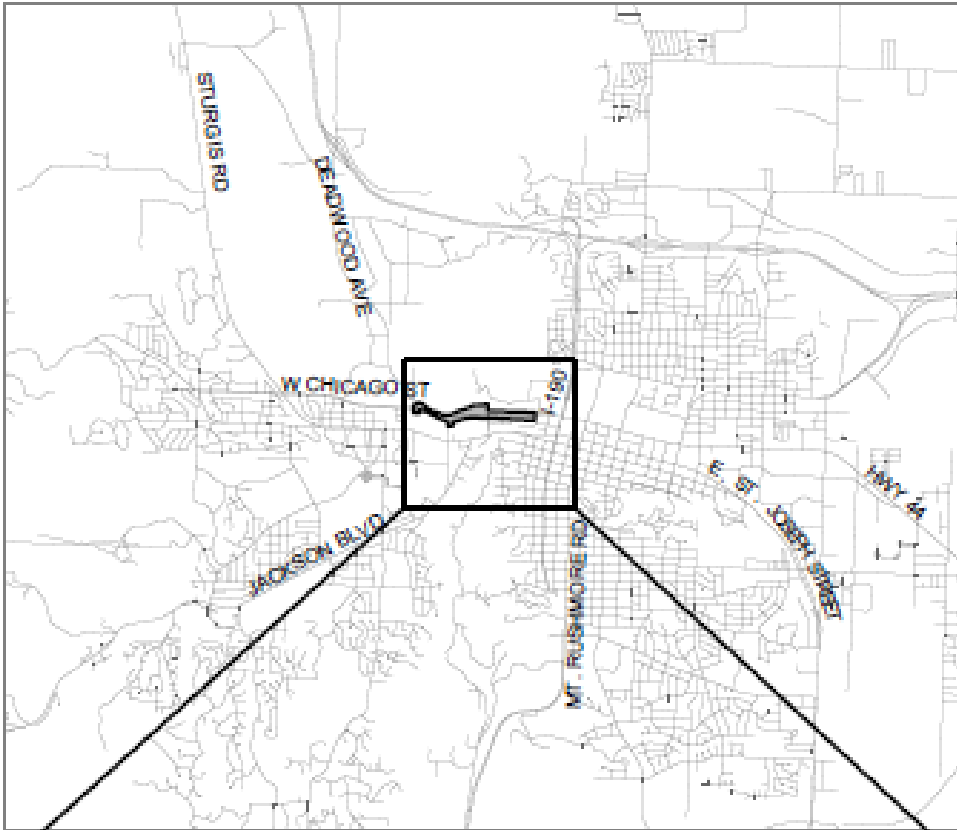 STURGIS RD
DEADWOOD AVE
W, CHICAGO ST
I-190
E. ST. JOSEPH STREET
HWY 44
JACKSON BLVD
MT. RUSHMORE RD